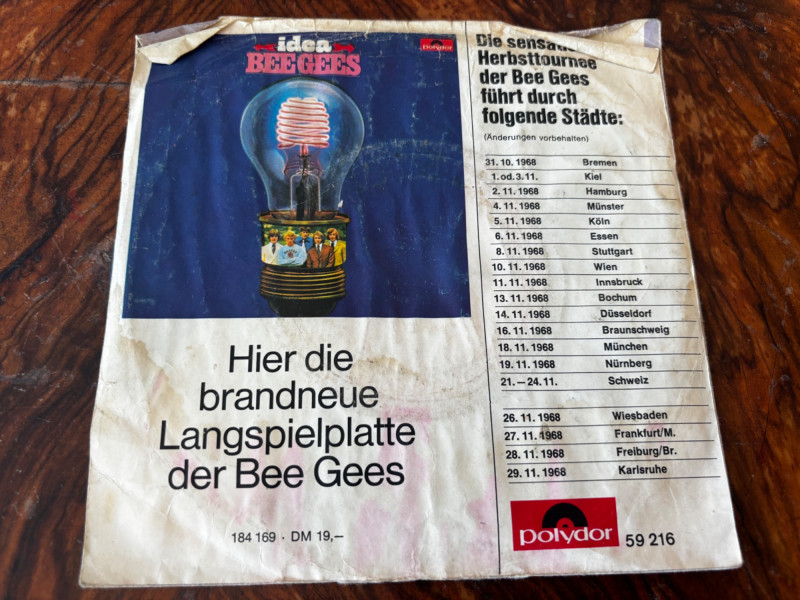 idea
BEE GEES
Polydor
Hier die
brandneue
Langspielplatte
der Bee Gees
184 169 · DM 19,—
Die
Herbsttournee
der Bee Gees
führt durch
folgende Städte:
(Änderungen vorbehalten)
31. 10. 1968 Bremen
1. od. 3. 11. Kiel
2. 11. 1968 Hamburg
4. 11. 1968 Münster
5. 11. 1968 Köln
6. 11. 1968 Essen
8. 11. 1968 Stuttgart
10. 11. 1968 Wien
11. 11. 1968 Innsbruck
13. 11. 1968 Bochum
14. 11. 1968 Düsseldorf
16. 11. 1968 Braunschweig
18. 11. 1968 München
19. 11. 1968 Nürnberg
21. – 24. 11. Schweiz
26. 11. 1968 Wiesbaden
27. 11. 1968 Frankfurt/M.
28. 11. 1968 Freiburg/Br.
29. 11. 1968 Karlsruhe
polydor 59 216